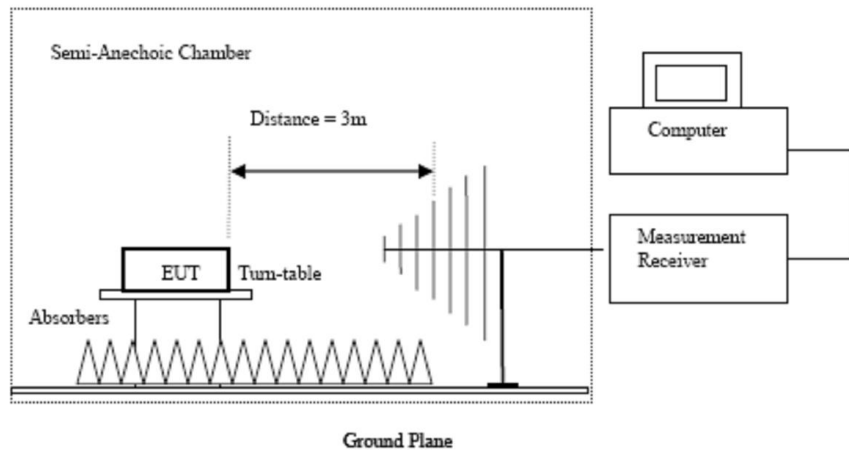 Semi-Anechoic Chamber
Distance = 3m
Computer
Measurement
Receiver
EUT
Turn-table
Absorbers
Ground Plane